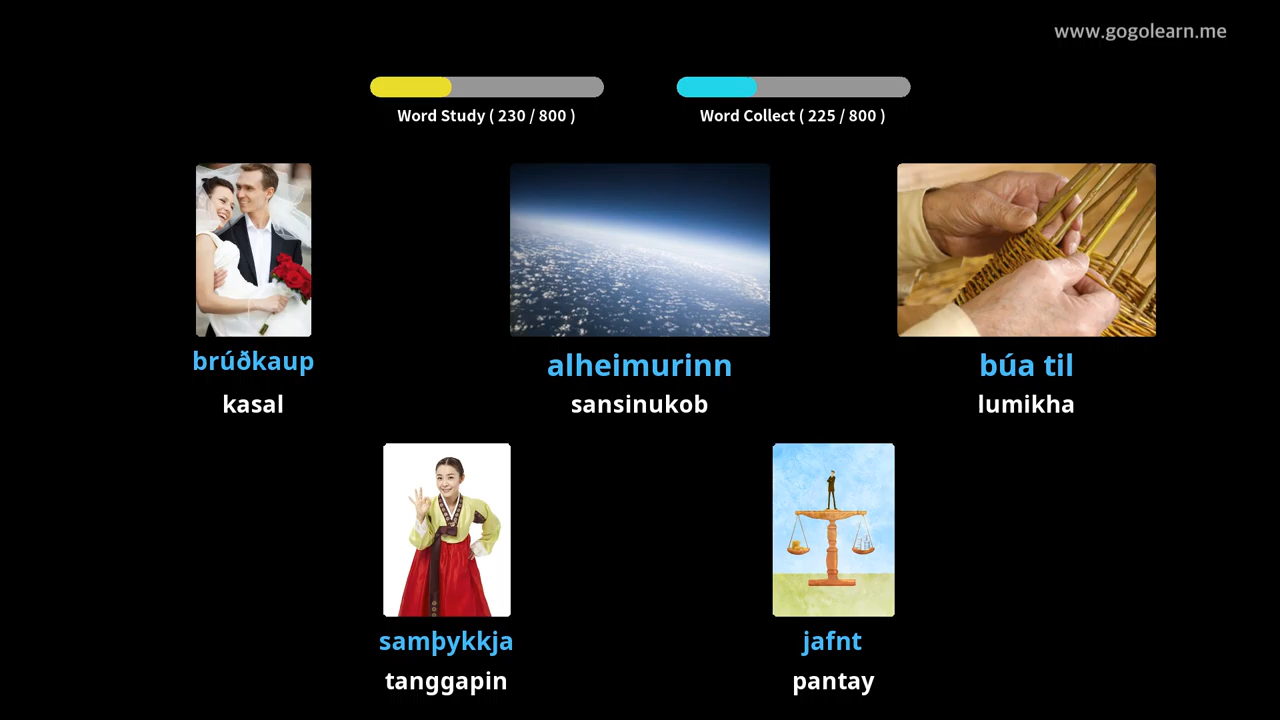 www.gogolearn.me
Word Study ( 230 / 800 )
Word Collect ( 225 / 800 )
brúðkaup
kasal
alheimurinn
sansinukob
búa til
lumikha
samþykkja
tanggapin
jafnt
pantay